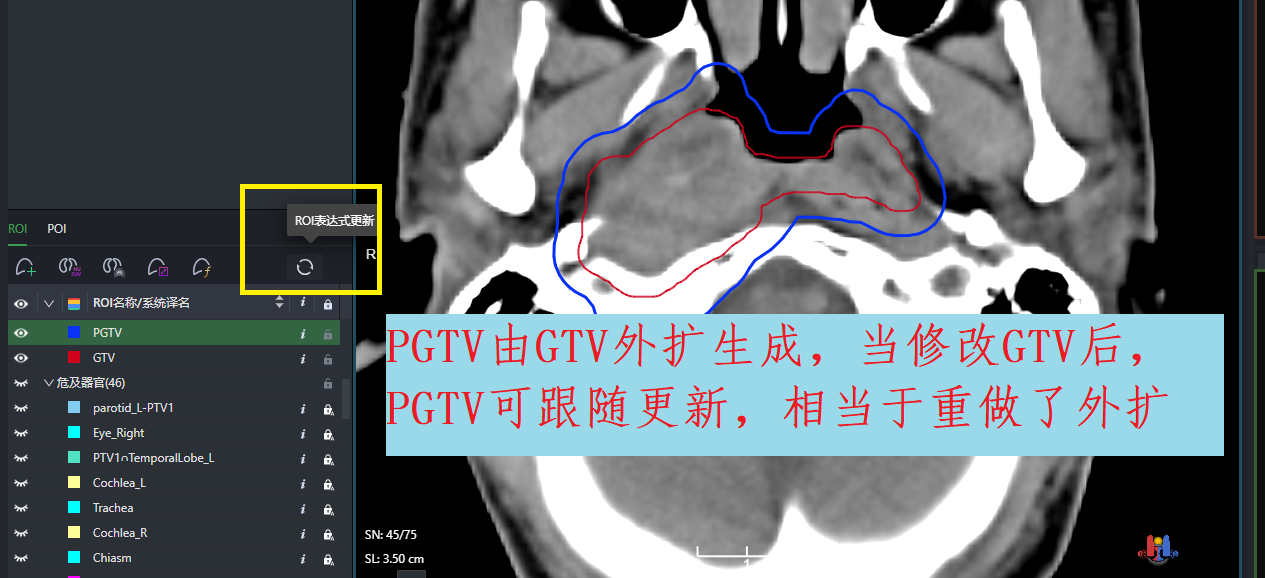 ROI表达式更新
ROI POI
R
ROI名称/系统译名
PGTV
GTV
危及器官(46)
parotid_L-PTV1
Eye_Right
PTV1∩TemporalLobe_L
Cochlea_L
Trachea
Cochlea_R
Chiasm
PGTV由GTV外扩生成，当修改GTV后，
PGTV可跟随更新，相当于重做了外扩
SN: 45/75
SL: 3.50 cm